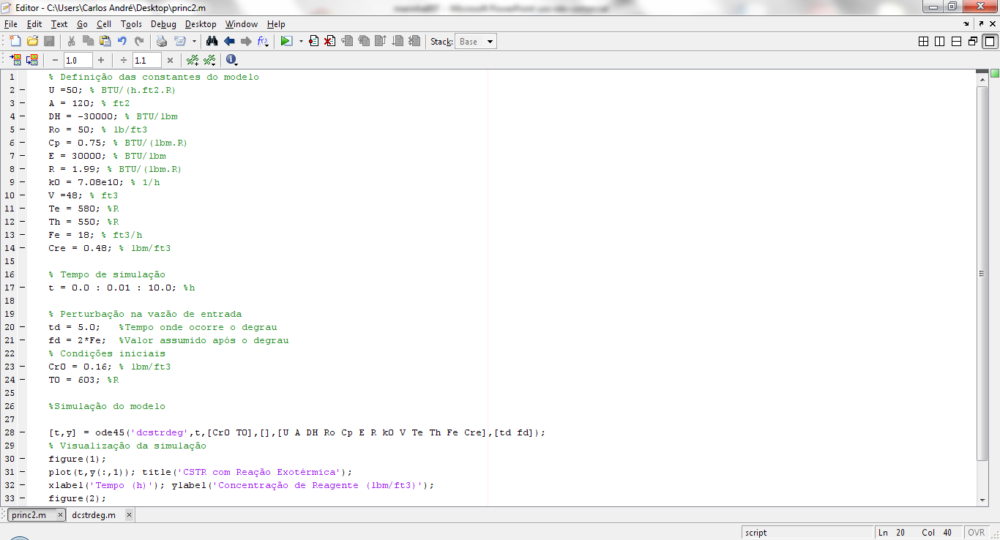 Editor - C:\Users\Carlos André\Desktop\princ2.m
File Edit Text Go Cell Tools Debug Desktop Window Help
Stack: Base
1.0 1.1
1 % Definição das constantes do modelo
2 U =50; % BTU/(h.ft2.R)
3 A = 120; % ft2
4 DH = -30000; % BTU/lbm
5 Ro = 50; % lb/ft3
6 Cp = 0.75; % BTU/(lbm.R)
7 E = 30000; % BTU/lbm
8 R = 1.99; % BTU/(lbm.R)
9 k0 = 7.08e10; % 1/h
10 V =48; % ft3
11 Te = 580; %R
12 Th = 550; %R
13 Fe = 18; % ft3/h
14 Cre = 0.48; % lbm/ft3
15
16 % Tempo de simulação
17 t = 0.0 : 0.01 : 10.0; %h
18
19 % Perturbação na vazão de entrada
20 td = 5.0; %Tempo onde ocorre o degrau
21 fd = 2*Fe; %Valor assumido após o degrau
22 % Condições iniciais
23 Cr0 = 0.16; % lbm/ft3
24 T0 = 603; %R
25
26 %Simulação do modelo
27
28 [t,y] = ode45('dcstrdeg',t,[Cr0 T0],[],[U A DH Ro Cp E R k0 V Te Th Fe Cre],[td fd]);
29 % Visualização da simulação
30 figure(1);
31 plot(t,y(:,1)); title('CSTR com Reação Exotérmica');
32 xlabel('Tempo (h)'); ylabel('Concentração de Reagente (lbm/ft3)');
33 figure(2);
princ2.m dcstrdeg.m
script Ln 20 Col 40 OVR